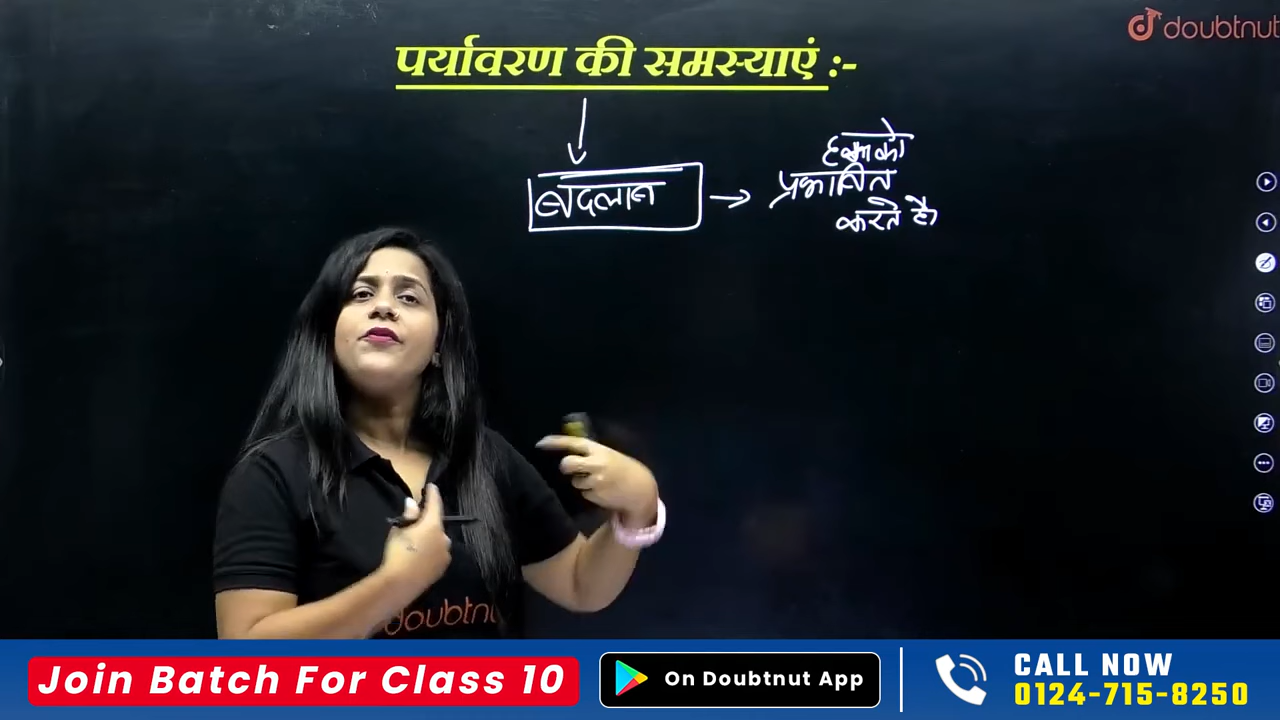 doubtnut
पर्यावरण की समस्याएं :-
हमको
बदलाव → प्रभावित
करते है।
doubtnut
Join Batch For Class 10
On Doubtnut App
CALL NOW
0124-715-8250